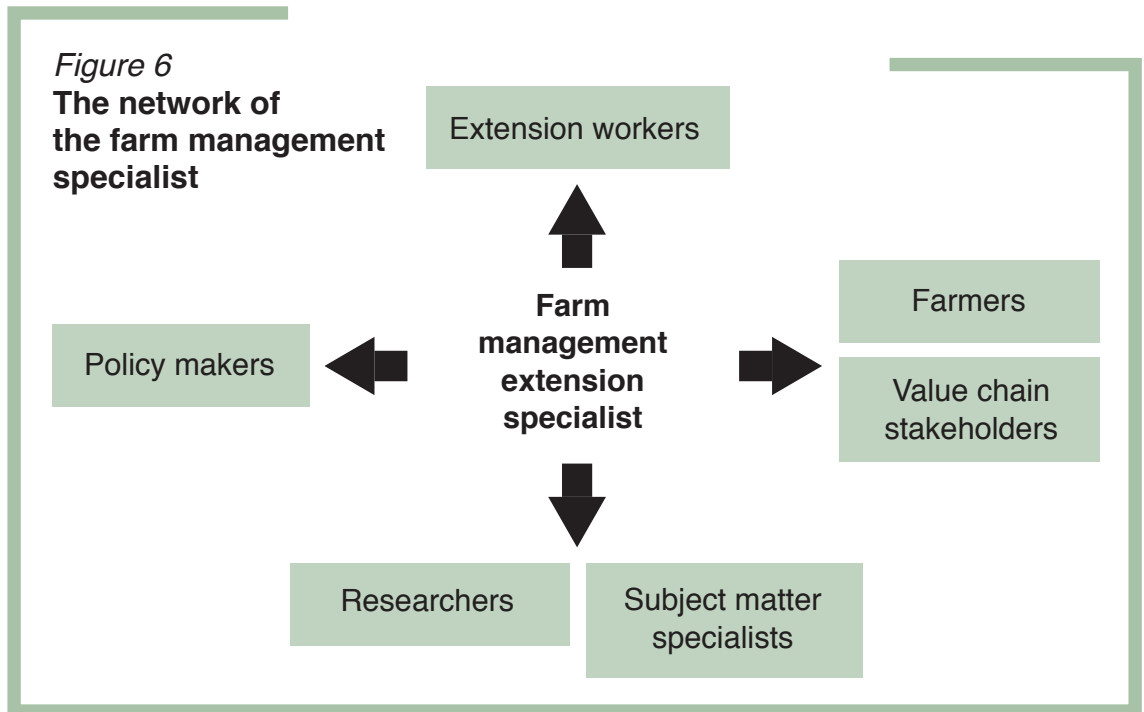 Figure 6
The network of
the farm management
specialist
Extension workers
Farm
management
extension
specialist
Policy makers
Farmers
Value chain
stakeholders
Researchers
Subject matter
specialists